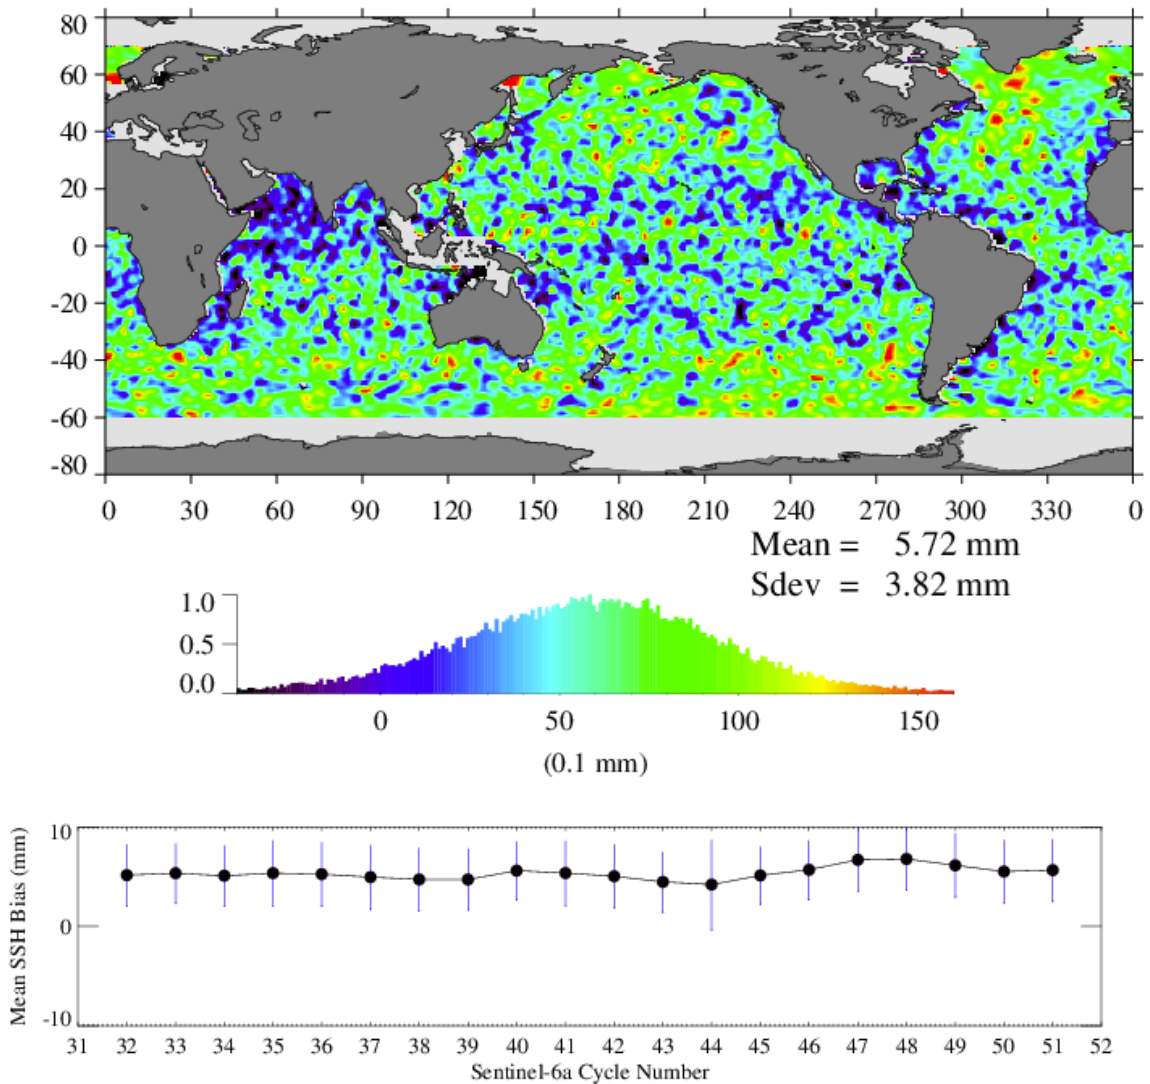 80
60
40
20
0
-20
-40
-60
-80
0 30 60 90 120 150 180 210 240 270 300 330 0
Mean = 5.72 mm
Sdev = 3.82 mm
1.0
0.5
0.0
0 50 100 150
(0.1 mm)
Mean SSH Bias (mm)
10
0
-10
31 32 33 34 35 36 37 38 39 40 41 42 43 44 45 46 47 48 49 50 51 52
Sentinel-6a Cycle Number